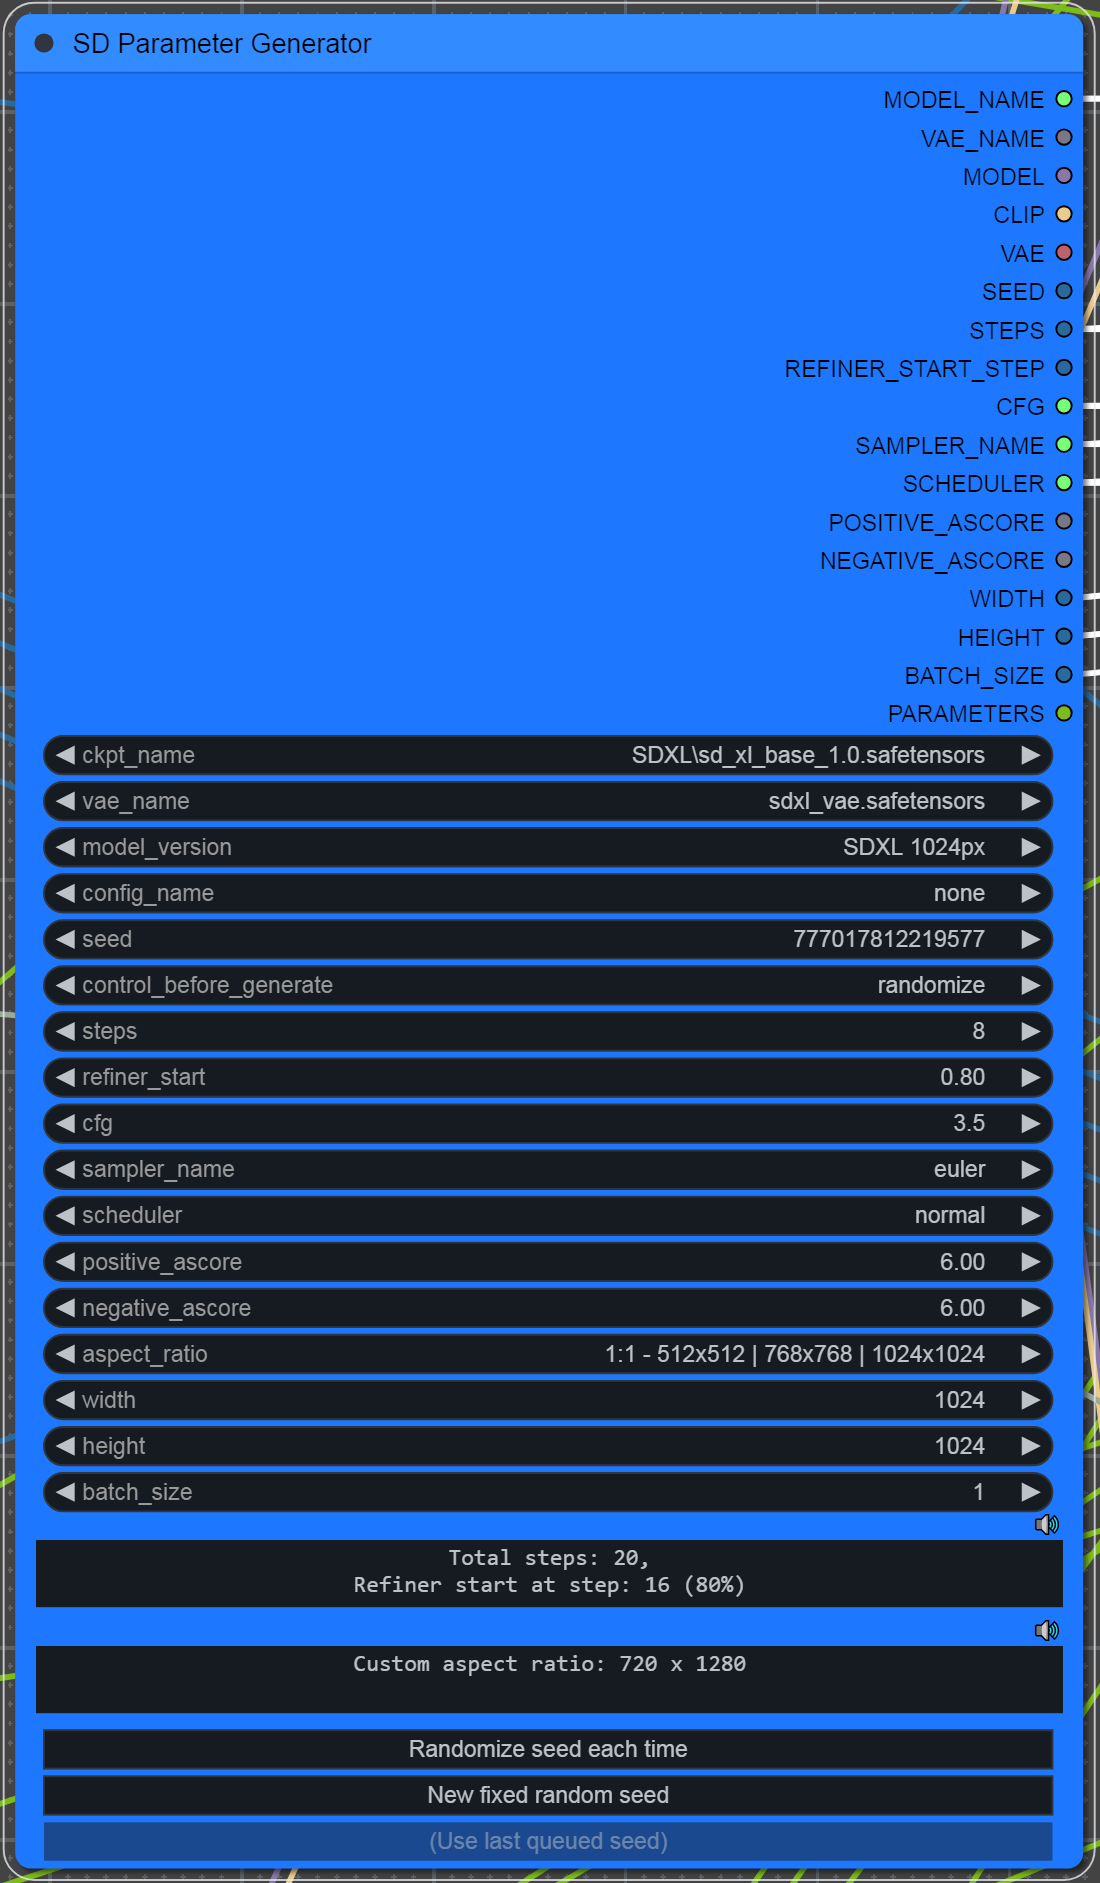 SD Parameter Generator
MODEL_NAME
VAE_NAME
MODEL
CLIP
VAE
SEED
STEPS
REFINER_START_STEP
CFG
SAMPLER_NAME
SCHEDULER
POSITIVE_ASCORE
NEGATIVE_ASCORE
WIDTH
HEIGHT
BATCH_SIZE
PARAMETERS
ckpt_name SDXL\sd_xl_base_1.0.safetensors
vae_name sdxl_vae.safetensors
model_version SDXL 1024px
config_name none
seed 777017812219577
control_before_generate randomize
steps 8
refiner_start 0.80
cfg 3.5
sampler_name euler
scheduler normal
positive_ascore 6.00
negative_ascore 6.00
aspect_ratio 1:1 - 512x512 | 768x768 | 1024x1024
width 1024
height 1024
batch_size 1
Total steps: 20,
Refiner start at step: 16 (80%)
Custom aspect ratio: 720 x 1280
Randomize seed each time
New fixed random seed
(Use last queued seed)